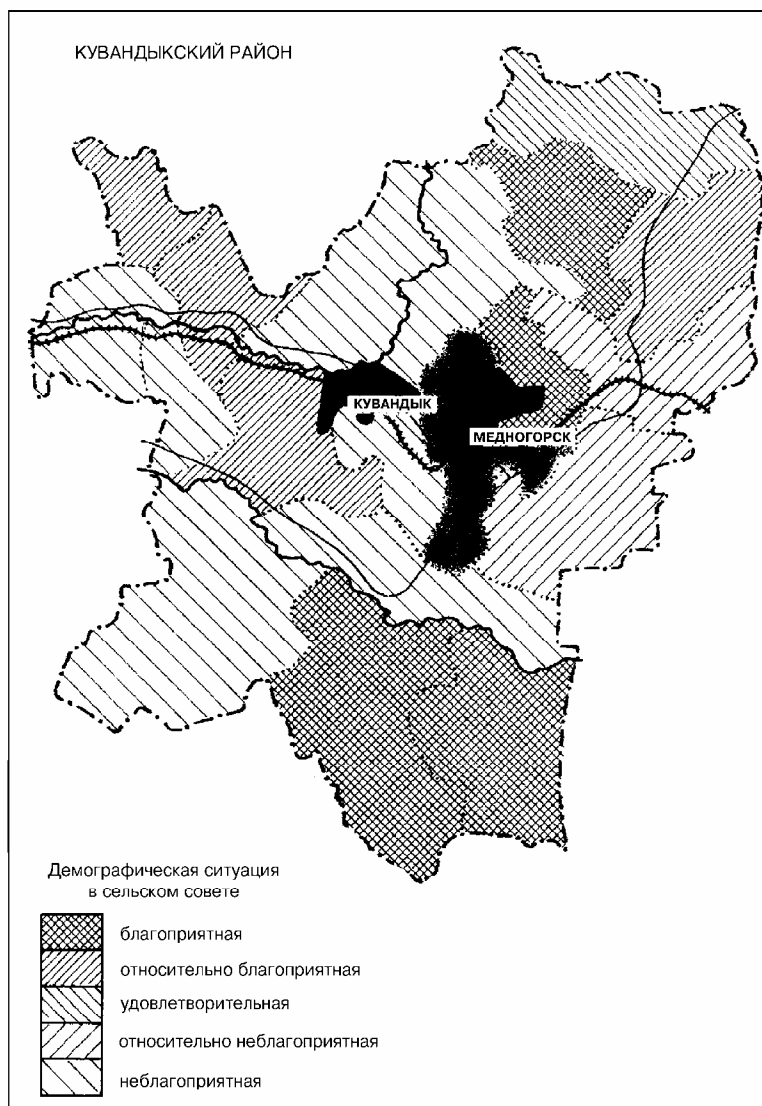 КУВАНДЫКСКИЙ РАЙОН
КУВАНДЫК
МЕДНОГОРСК
Демографическая ситуация
в сельском совете
благоприятная
относительно благоприятная
удовлетворительная
относительно неблагоприятная
неблагоприятная